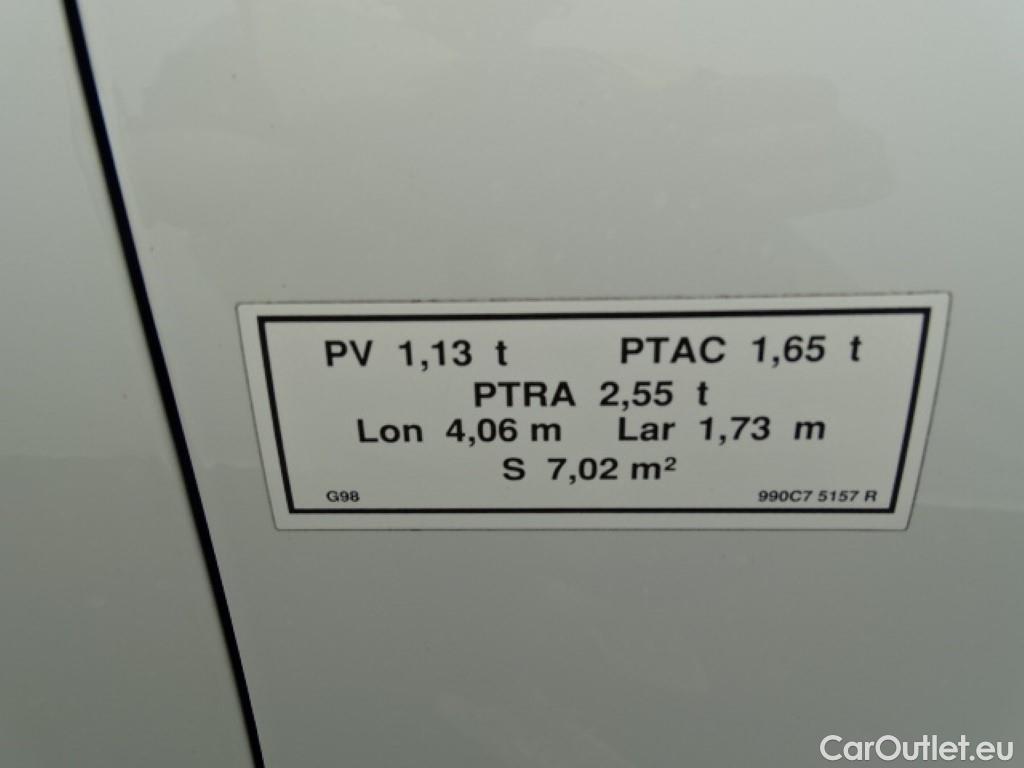 PV 1,13 t PTAC 1,65 t
PTRA 2,55 t
Lon 4,06 m Lar 1,73 m
S 7,02 m²
G98 990C7 5157 R
CarOutlet.eu